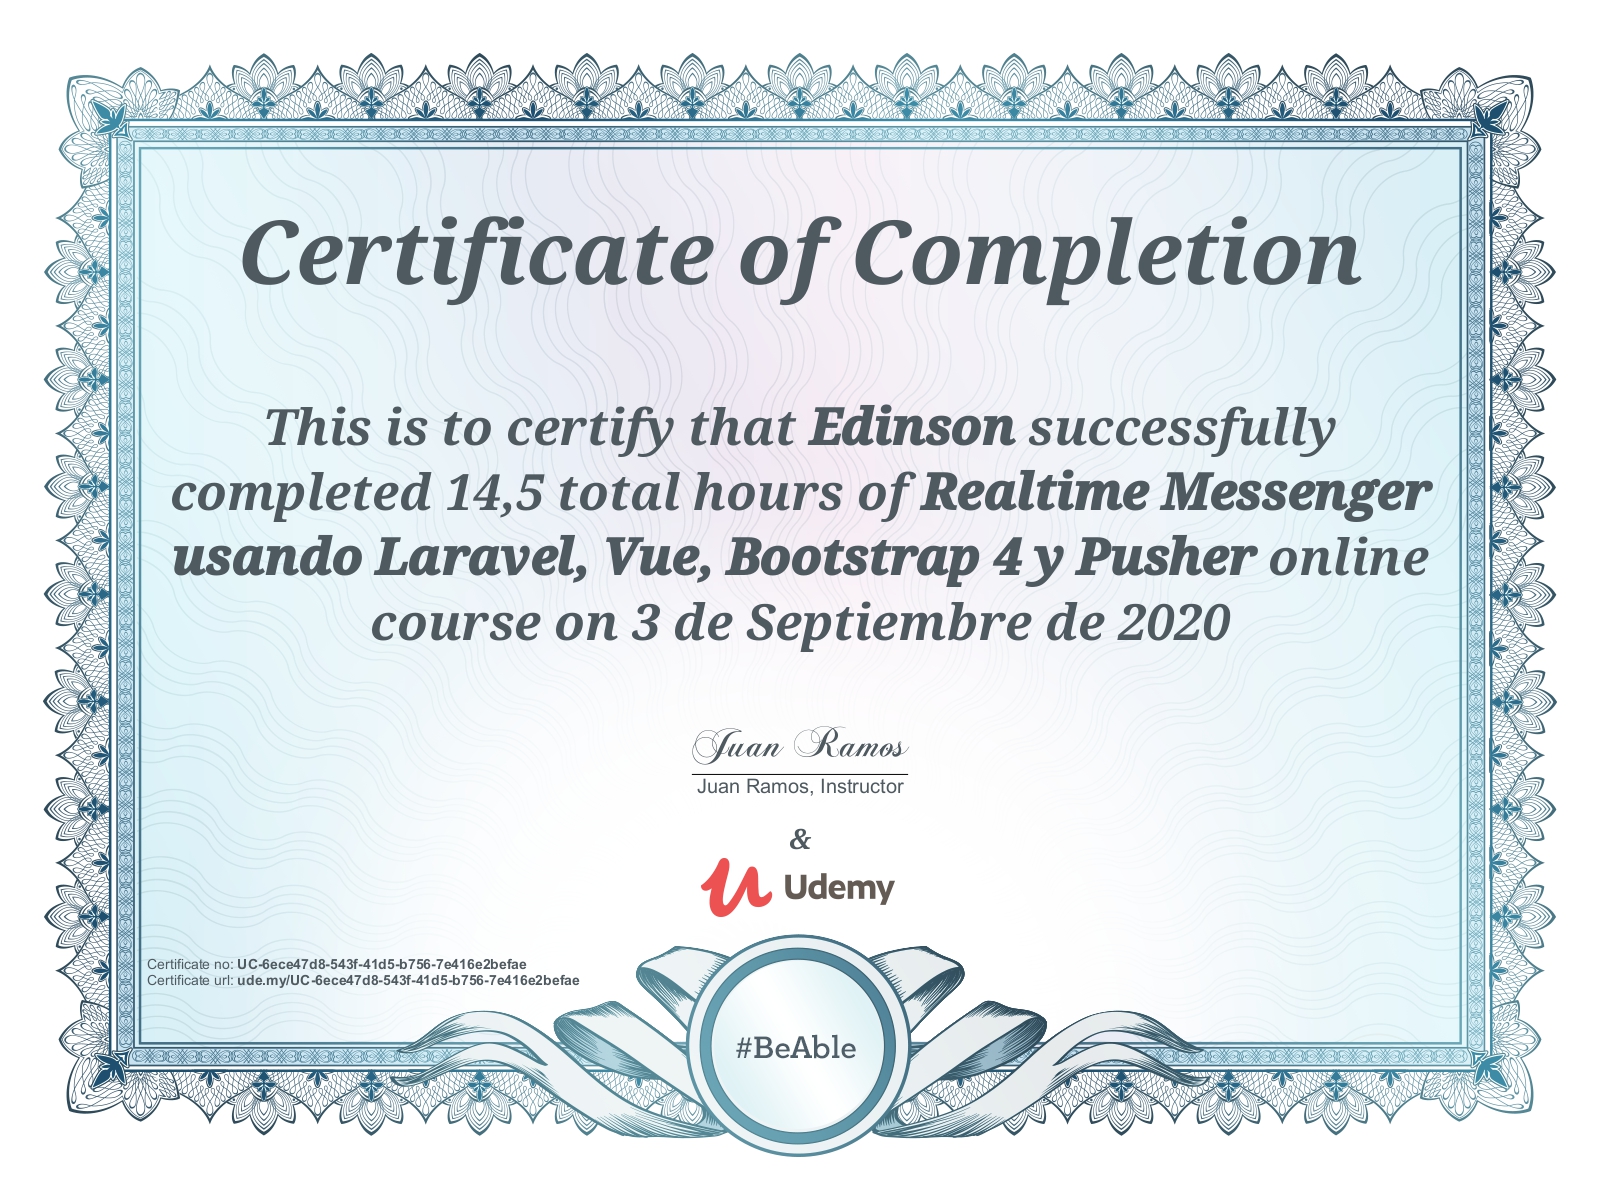 Certificate of Completion
This is to certify that Edinson successfully
completed 14,5 total hours of Realtime Messenger
usando Laravel, Vue, Bootstrap 4 y Pusher online
course on 3 de Septiembre de 2020
Juan Ramos
Juan Ramos, Instructor
&
Udemy
Certificate no: UC-6ece47d8-543f-41d5-b756-7e416e2befae
Certificate url: ude.my/UC-6ece47d8-543f-41d5-b756-7e416e2befae
#BeAble